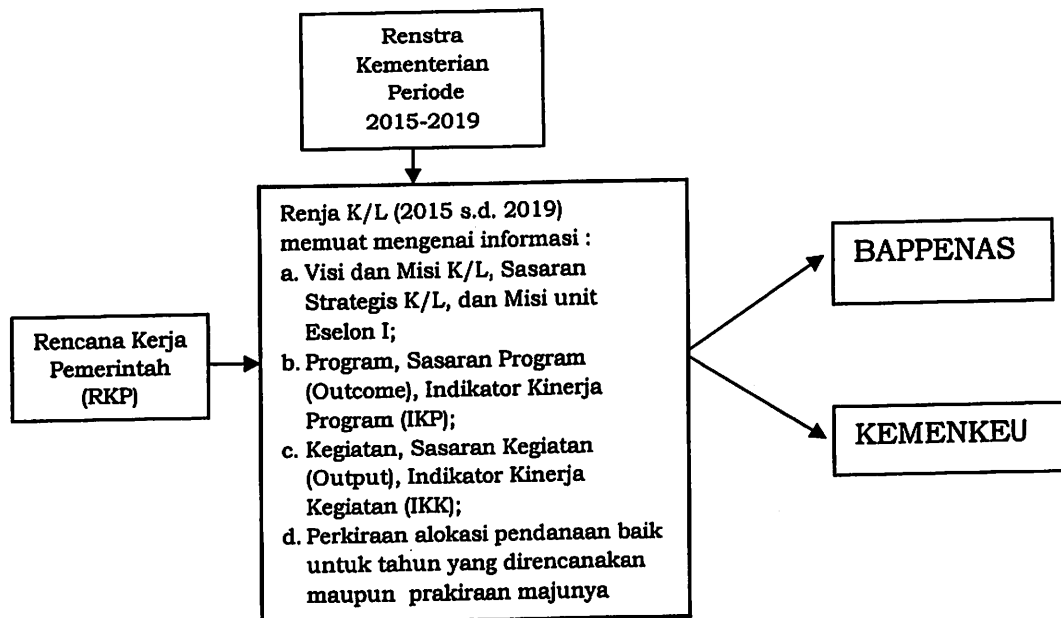 Renstra
Kementerian
Periode
2015-2019
Renja K/L (2015 s.d. 2019)
memuat mengenai informasi :
a. Visi dan Misi K/L, Sasaran
Strategis K/L, dan Misi unit
Eselon I;
b. Program, Sasaran Program
(Outcome), Indikator Kinerja
Program (IKP);
c. Kegiatan, Sasaran Kegiatan
(Output), Indikator Kinerja
Kegiatan (IKK);
d. Perkiraan alokasi pendanaan baik
untuk tahun yang direncanakan
maupun prakiraan majunya
Rencana Kerja
Pemerintah
(RKP)
BAPPENAS
KEMENKEU